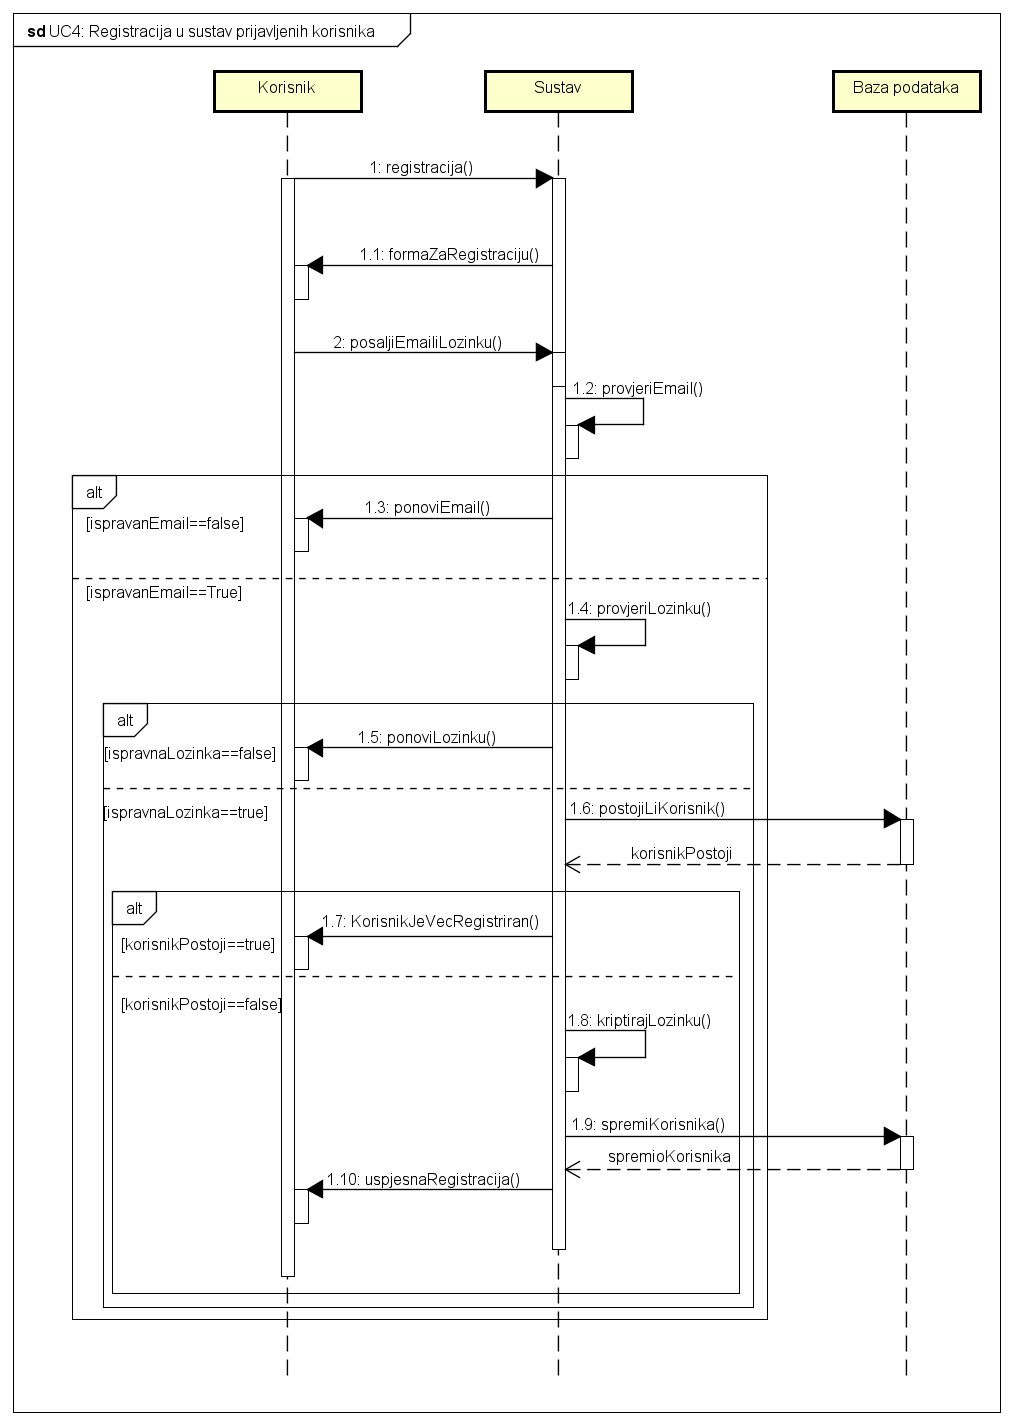 sd UC4: Registracija u sustav prijavljenih korisnika
Korisnik
Sustav
Baza podataka
1: registracija()
1.1: formaZaRegistraciju()
2: posaljiEmailiLozinku()
1.2: provjeriEmail()
alt
1.3: ponoviEmail()
[ispravanEmail==false]
[ispravanEmail==True]
1.4: provjeriLozinku()
alt
1.5: ponoviLozinku()
[ispravnaLozinka==false]
[ispravnaLozinka==true]
1.6: postojiLiKorisnik()
korisnikPostoji
alt
1.7: KorisnikJeVecRegistriran()
[korisnikPostoji==true]
[korisnikPostoji==false]
1.8: kriptirajLozinku()
1.9: spremiKorisnika()
spremioKorisnika
1.10: uspjesnaRegistracija()